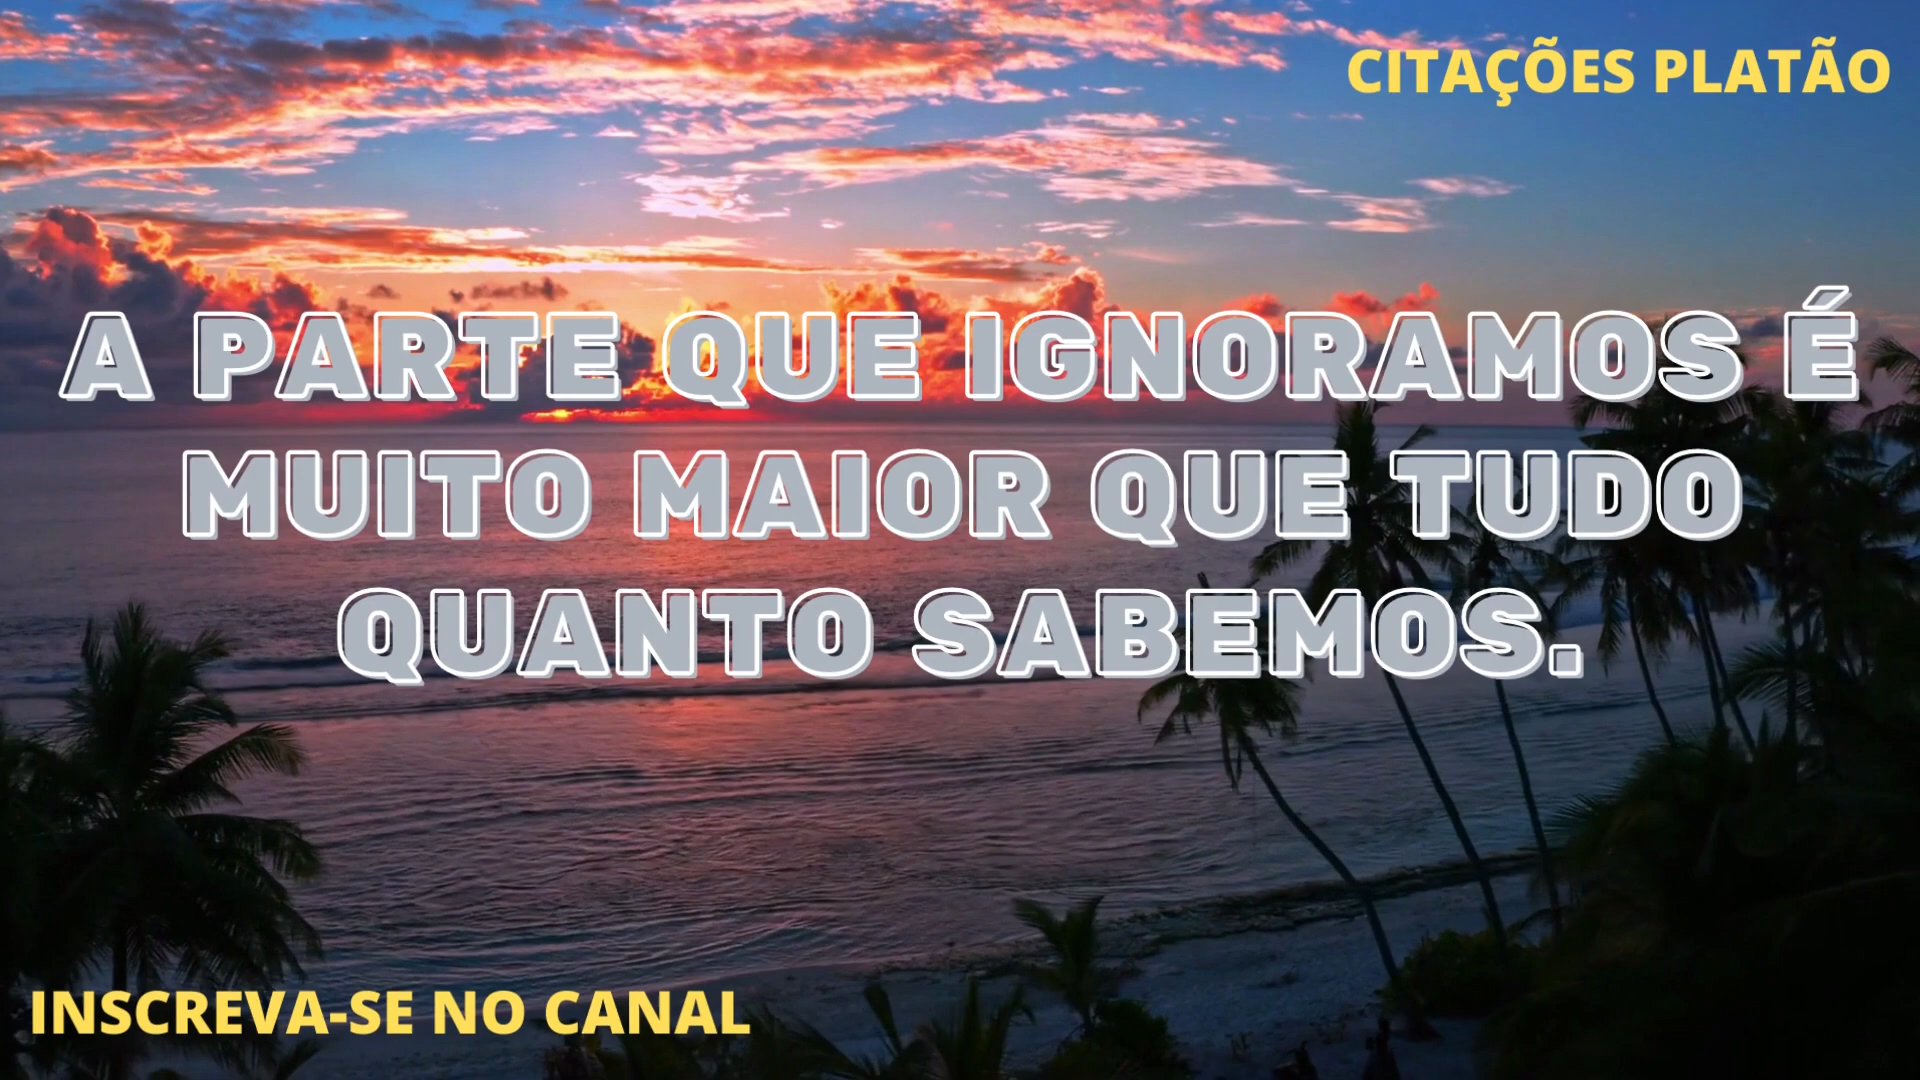 CITAÇÕES PLATÃO
A PARTE QUE IGNORAMOS É
MUITO MAIOR QUE TUDO
QUANTO SABEMOS.
INSCREVA-SE NO CANAL